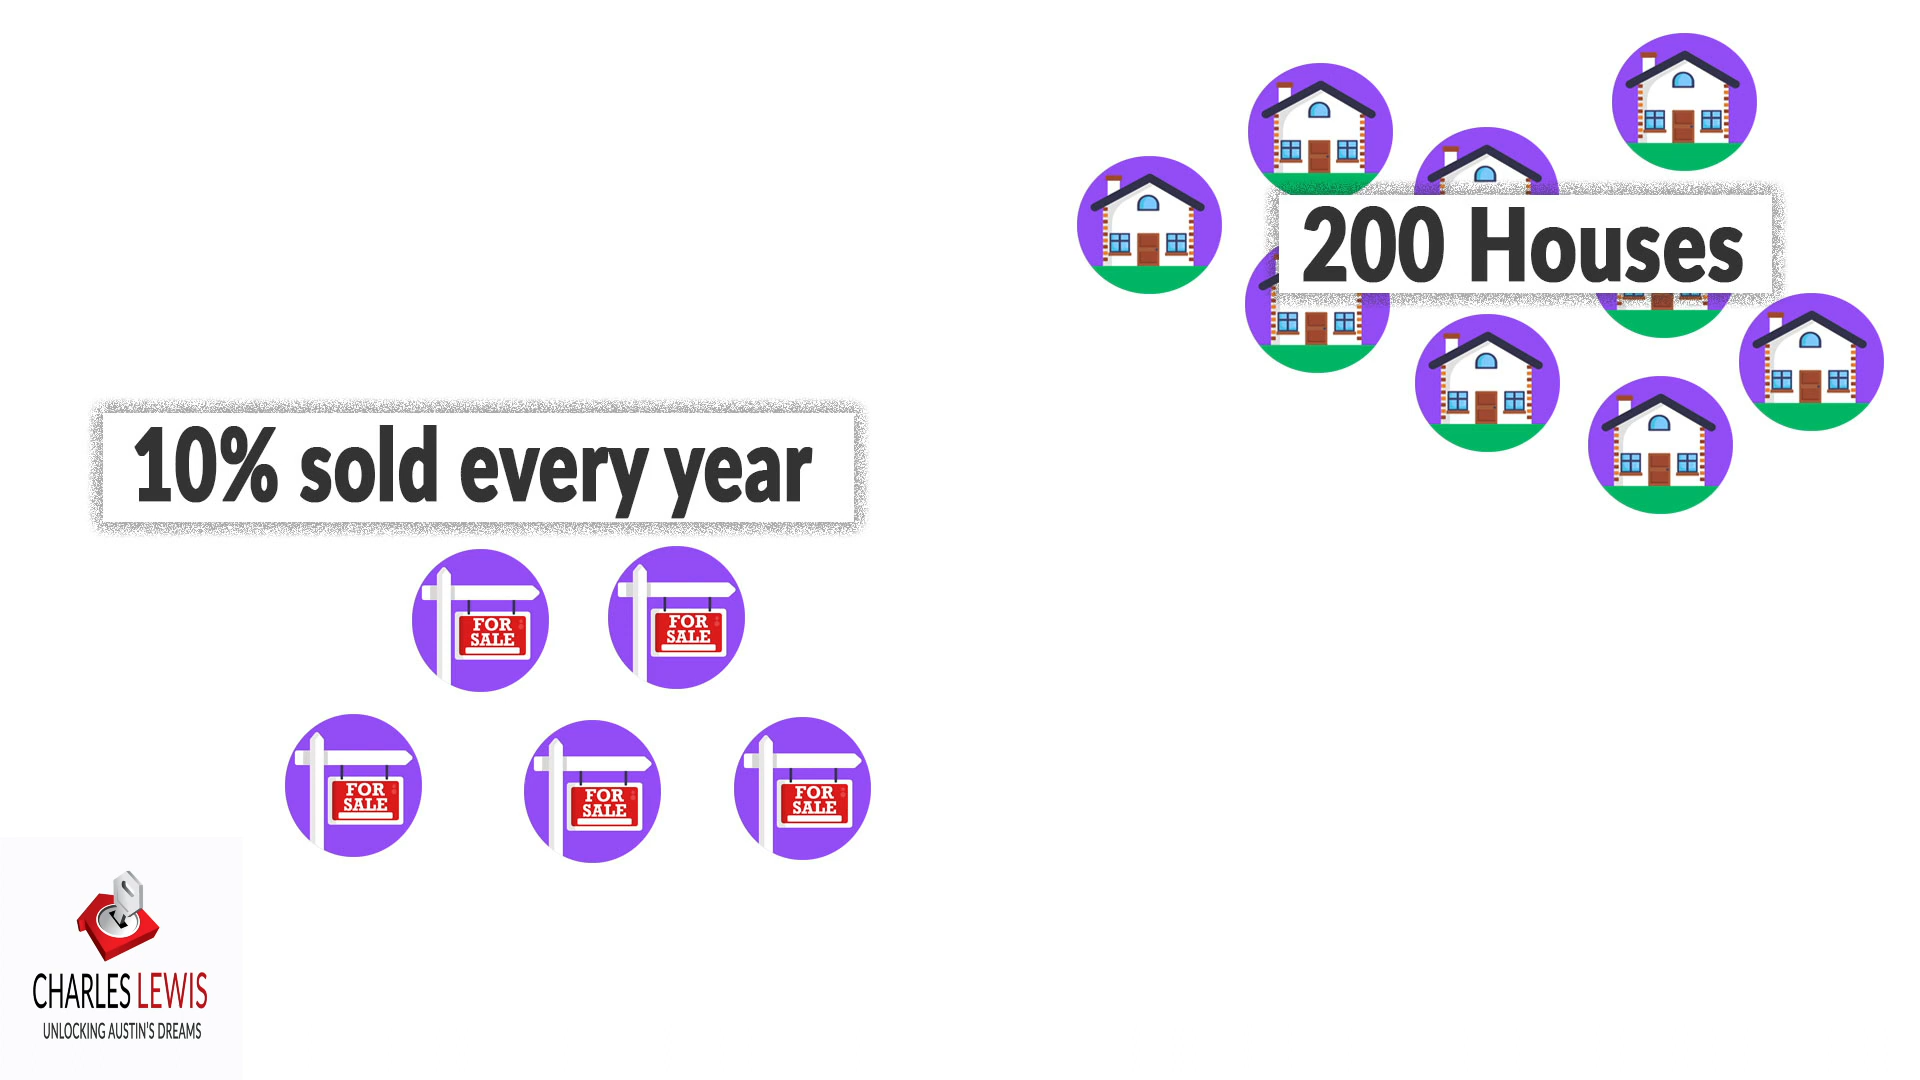 200 Houses
10% sold every year
FOR
SALE
FOR
SALE
FOR
SALE
FOR
SALE
FOR
SALE
CHARLES LEWIS
UNLOCKING AUSTIN'S DREAMS